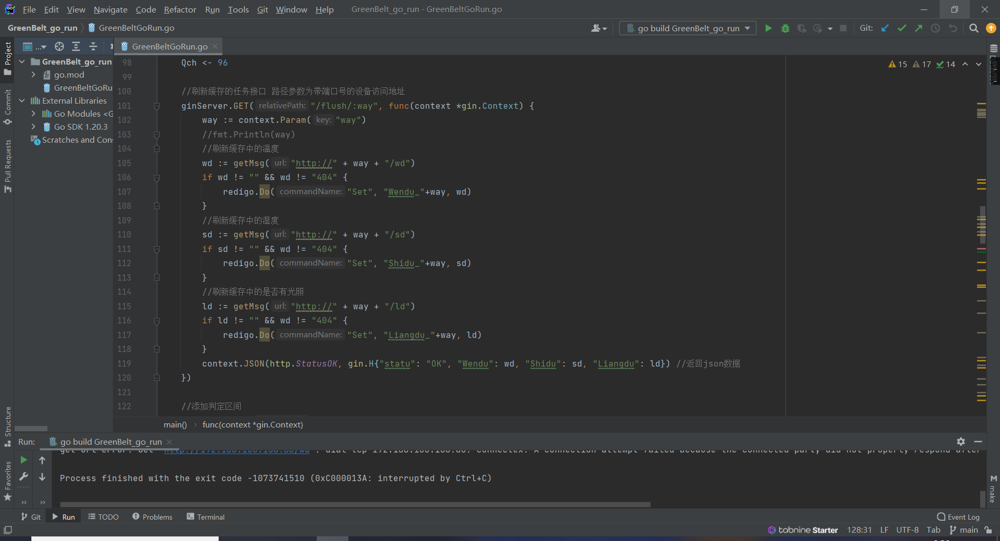 File Edit View Navigate Code Refactor Run Tools Git Window Help GreenBelt_go_run - GreenBeltGoRun.go
GreenBelt_go_run GreenBeltGoRun.go
go build GreenBelt_go_run Git:
Project
Commit
Pull Requests
Structure
Favorites
...
GreenBelt_go_run
go.mod
GreenBeltGoRu
External Libraries
Go Modules <G
Go SDK 1.20.3
Scratches and Con
GreenBeltGoRun.go
15 17 14
98 Qch <- 96
99
100 //刷新缓存的任务接口 路径参数为带端口号的设备访问地址
101 ginServer.GET( relativePath: "/flush/:way", func(context *gin.Context) {
102 way := context.Param( key: "way")
103 //fmt.Println(way)
104 //刷新缓存中的温度
105 wd := getMsg( url: "http://" + way + "/wd")
106 if wd != "" && wd != "404" {
107 redigo.Do( commandName: "Set", "Wendu_"+way, wd)
108 }
109 //刷新缓存中的湿度
110 sd := getMsg( url: "http://" + way + "/sd")
111 if sd != "" && wd != "404" {
112 redigo.Do( commandName: "Set", "Shidu_"+way, sd)
113 }
114 //刷新缓存中的是否有光照
115 ld := getMsg( url: "http://" + way + "/ld")
116 if ld != "" && wd != "404" {
117 redigo.Do( commandName: "Set", "Liangdu_"+way, ld)
118 }
119 context.JSON(http.StatusOK, gin.H{"statu": "OK", "Wendu": wd, "Shidu": sd, "Liangdu": ld}) //返回json数据
120 })
121
122 //添加判定区间
main() func(context *gin.Context)
Run: go build GreenBelt_go_run
A connection attempt failed because the connected party did not properly respond after
Process finished with the exit code -1073741510 (0xC000013A: interrupted by Ctrl+C)
make
Git Run TODO Problems Terminal Event Log
tabnine Starter 128:31 LF UTF-8 Tab main